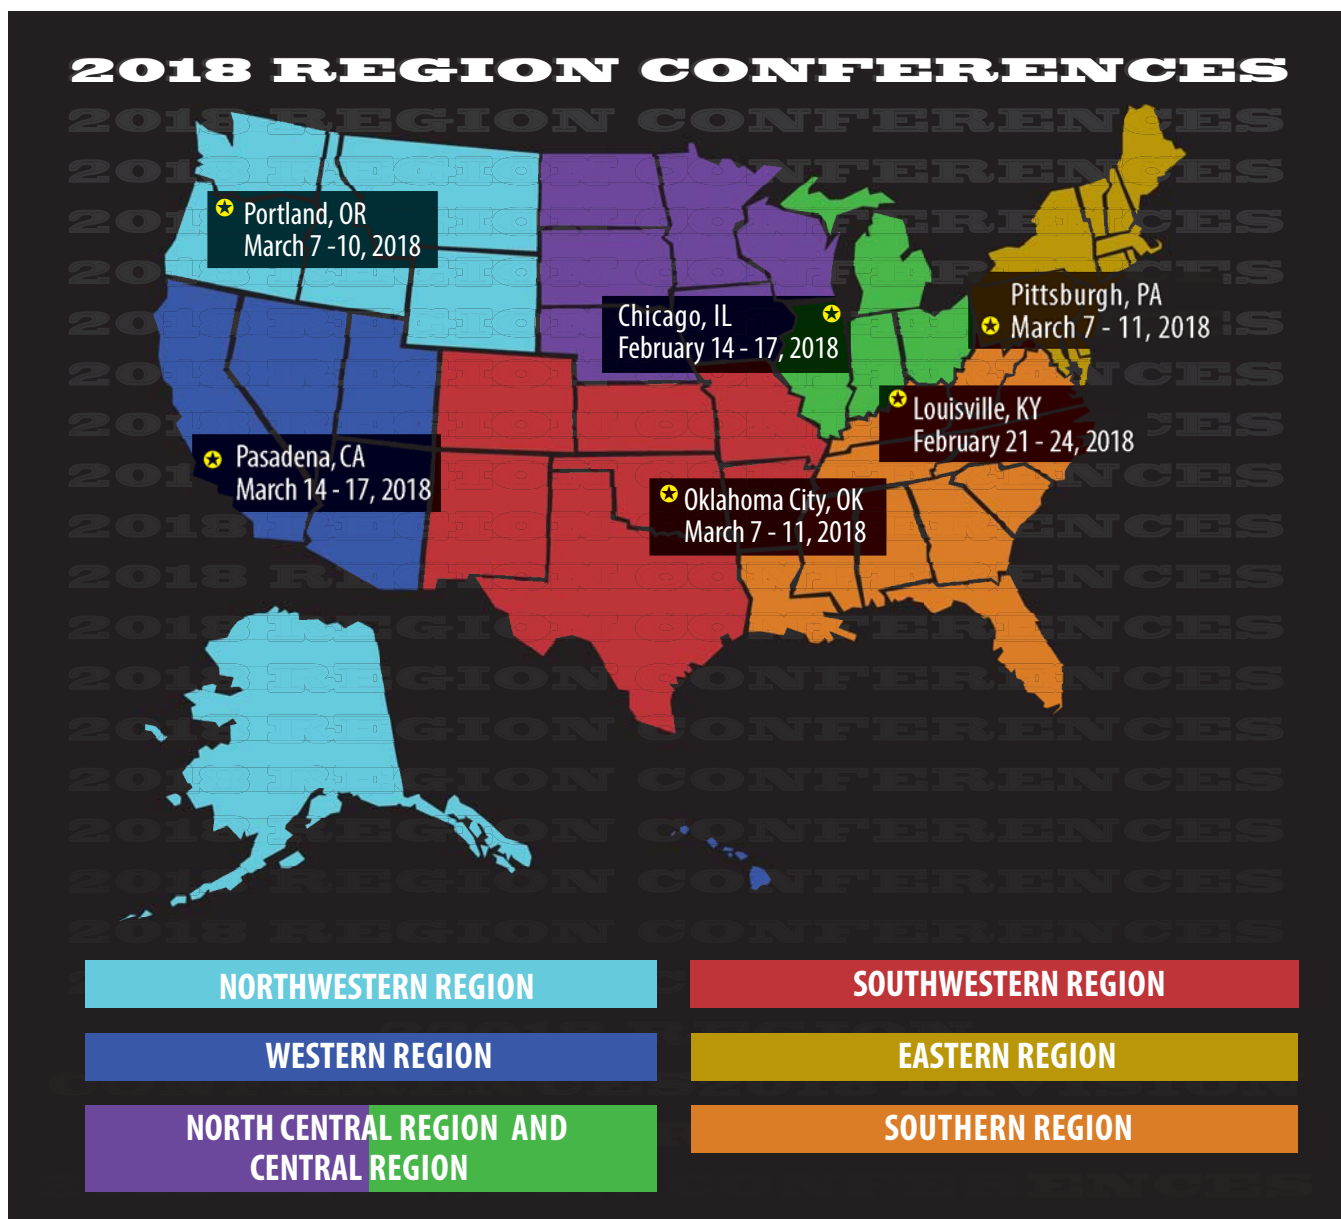 2018 REGION CONFERENCES
Portland, OR
March 7 -10, 2018
Chicago, IL
February 14 - 17, 2018
Pittsburgh, PA
March 7 - 11, 2018
Louisville, KY
February 21 - 24, 2018
Pasadena, CA
March 14 - 17, 2018
Oklahoma City, OK
March 7 - 11, 2018
NORTHWESTERN REGION
SOUTHWESTERN REGION
WESTERN REGION
EASTERN REGION
NORTH CENTRAL REGION AND
CENTRAL REGION
SOUTHERN REGION